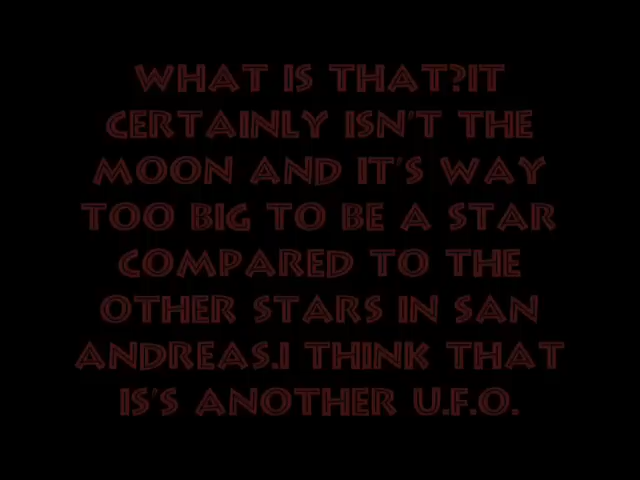 WHAT IS THAT?IT
CERTAINLY ISN'T THE
MOON AND IT'S WAY
TOO BIG TO BE A STAR
COMPARED TO THE
OTHER STARS IN SAN
ANDREAS.I THINK THAT
IS'S ANOTHER U.F.O.